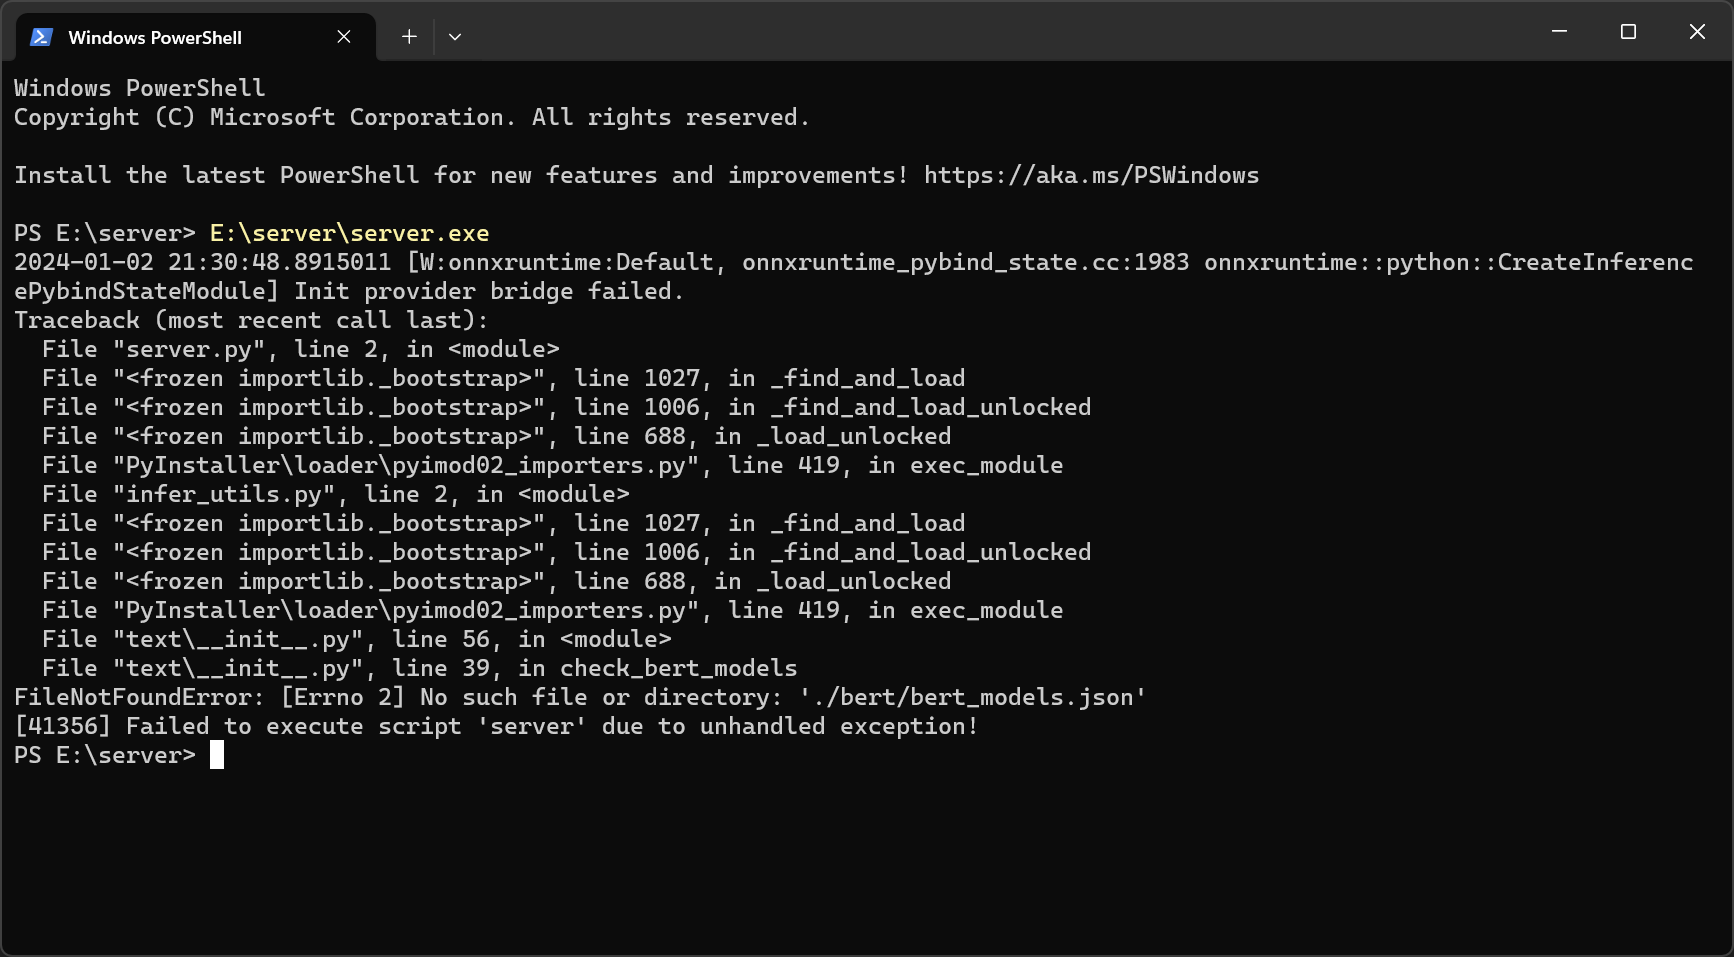 Windows PowerShell
Windows PowerShell
Copyright (C) Microsoft Corporation. All rights reserved.
Install the latest PowerShell for new features and improvements! https://aka.ms/PSWindows
PS E:\server> E:\server\server.exe
2024-01-02 21:30:48.8915011 [W:onnxruntime:Default, onnxruntime_pybind_state.cc:1983 onnxruntime::python::CreateInferenc
ePybindStateModule] Init provider bridge failed.
Traceback (most recent call last):
  File "server.py", line 2, in <module>
  File "<frozen importlib._bootstrap>", line 1027, in _find_and_load
  File "<frozen importlib._bootstrap>", line 1006, in _find_and_load_unlocked
  File "<frozen importlib._bootstrap>", line 688, in _load_unlocked
  File "PyInstaller\loader\pyimod02_importers.py", line 419, in exec_module
  File "infer_utils.py", line 2, in <module>
  File "<frozen importlib._bootstrap>", line 1027, in _find_and_load
  File "<frozen importlib._bootstrap>", line 1006, in _find_and_load_unlocked
  File "<frozen importlib._bootstrap>", line 688, in _load_unlocked
  File "PyInstaller\loader\pyimod02_importers.py", line 419, in exec_module
  File "text\__init__.py", line 56, in <module>
  File "text\__init__.py", line 39, in check_bert_models
FileNotFoundError: [Errno 2] No such file or directory: './bert/bert_models.json'
[41356] Failed to execute script 'server' due to unhandled exception!
PS E:\server>